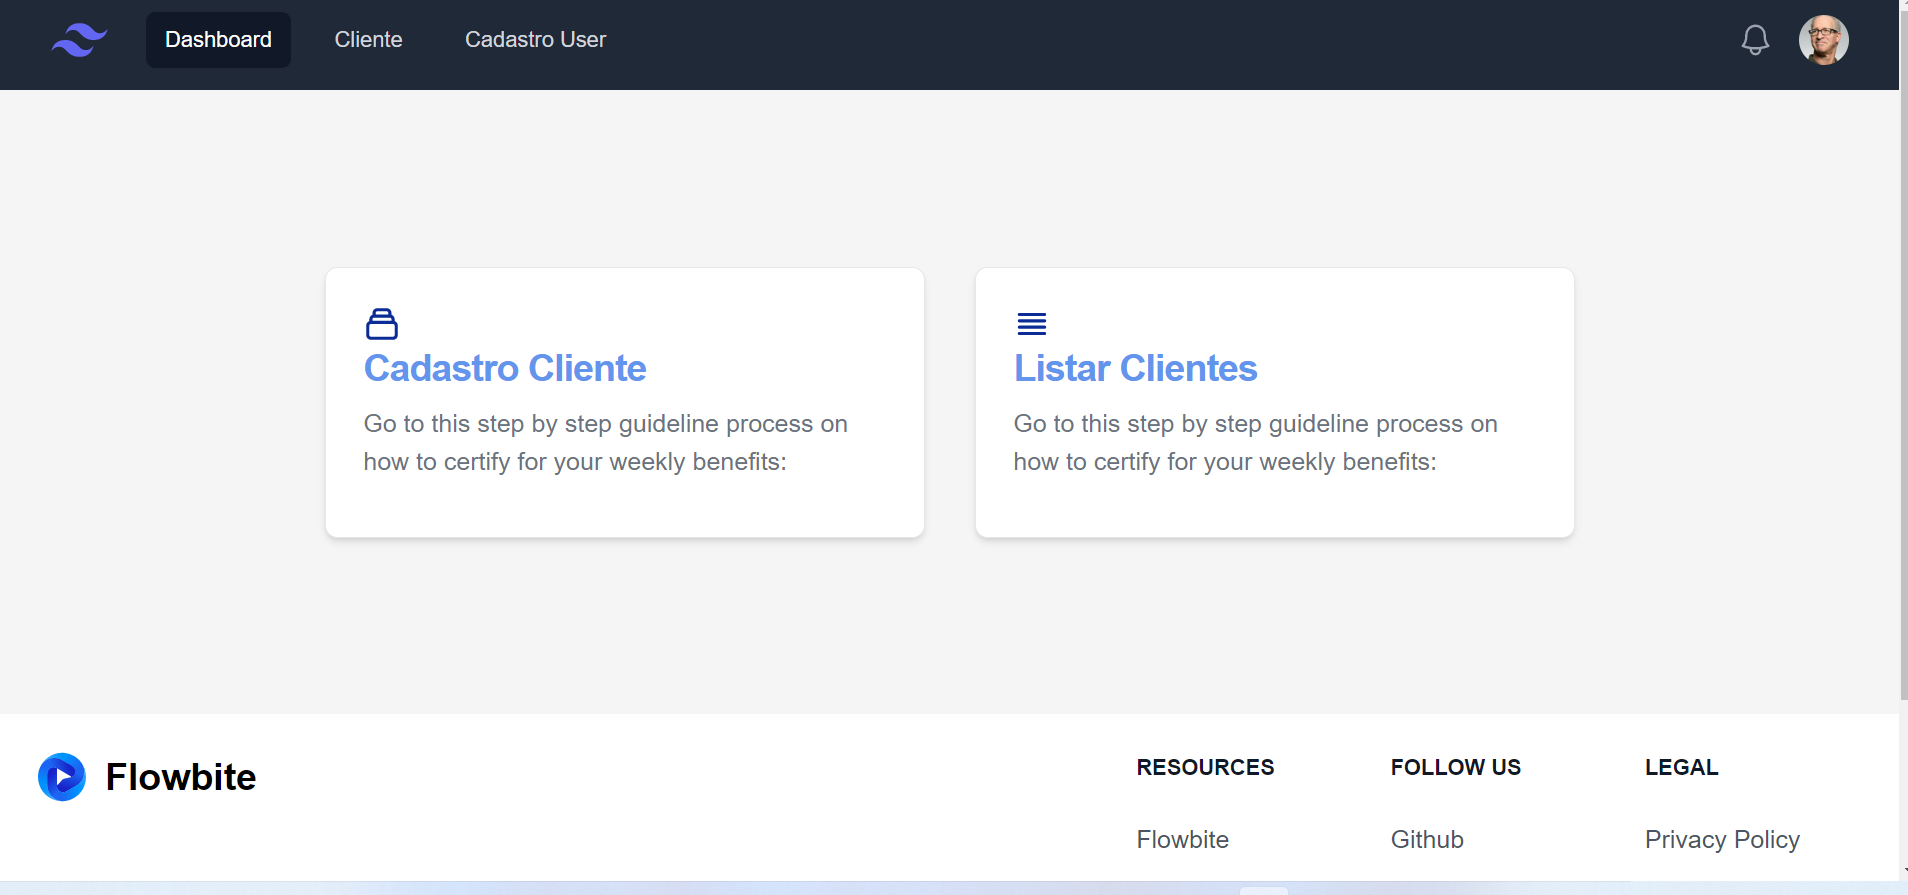 Dashboard
Cliente
Cadastro User
Cadastro Cliente
Go to this step by step guideline process on
how to certify for your weekly benefits:
Listar Clientes
Go to this step by step guideline process on
how to certify for your weekly benefits:
Flowbite
RESOURCES
Flowbite
FOLLOW US
Github
LEGAL
Privacy Policy